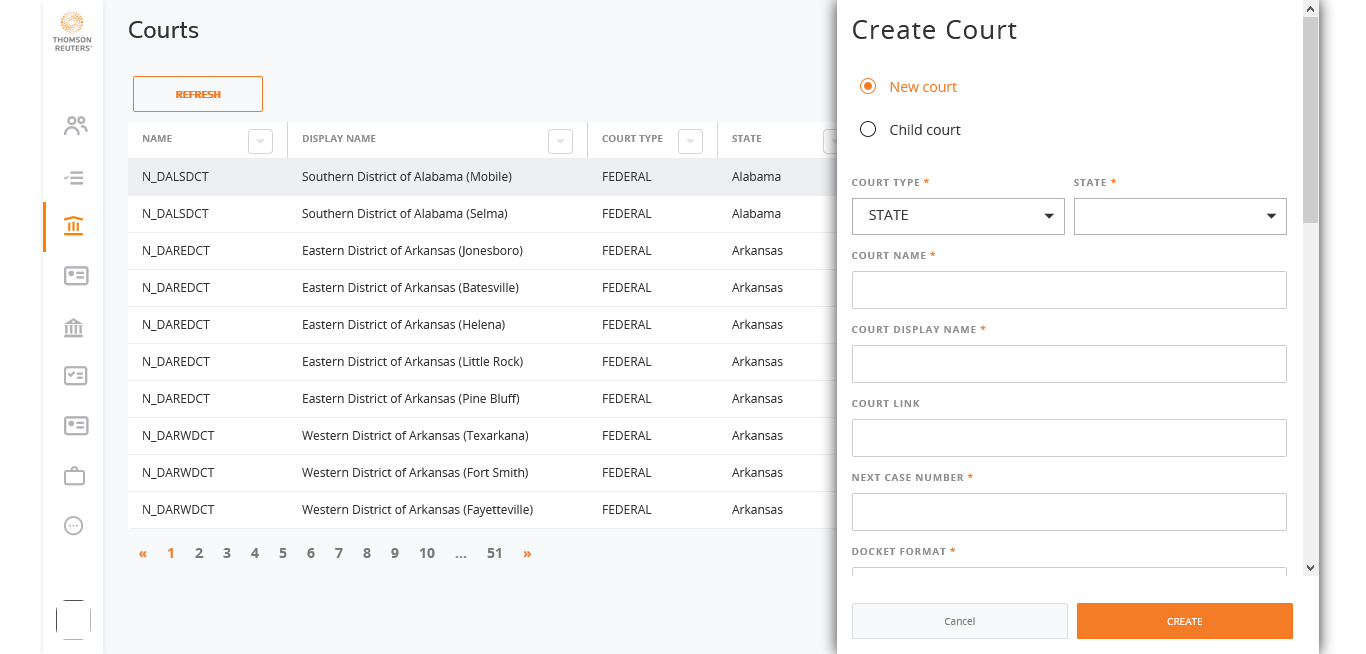 THOMSON
REUTERS®
Courts
REFRESH
NAME DISPLAY NAME COURT TYPE STATE
N_DALSDCT Southern District of Alabama (Mobile) FEDERAL Alabama
N_DALSDCT Southern District of Alabama (Selma) FEDERAL Alabama
N_DAREDCT Eastern District of Arkansas (Jonesboro) FEDERAL Arkansas
N_DAREDCT Eastern District of Arkansas (Batesville) FEDERAL Arkansas
N_DAREDCT Eastern District of Arkansas (Helena) FEDERAL Arkansas
N_DAREDCT Eastern District of Arkansas (Little Rock) FEDERAL Arkansas
N_DAREDCT Eastern District of Arkansas (Pine Bluff) FEDERAL Arkansas
N_DARWDCT Western District of Arkansas (Texarkana) FEDERAL Arkansas
N_DARWDCT Western District of Arkansas (Fort Smith) FEDERAL Arkansas
N_DARWDCT Western District of Arkansas (Fayetteville) FEDERAL Arkansas
« 1 2 3 4 5 6 7 8 9 10 ... 51 »
Create Court
New court
Child court
COURT TYPE * STATE *
STATE
COURT NAME *
COURT DISPLAY NAME *
COURT LINK
NEXT CASE NUMBER *
DOCKET FORMAT *
Cancel CREATE